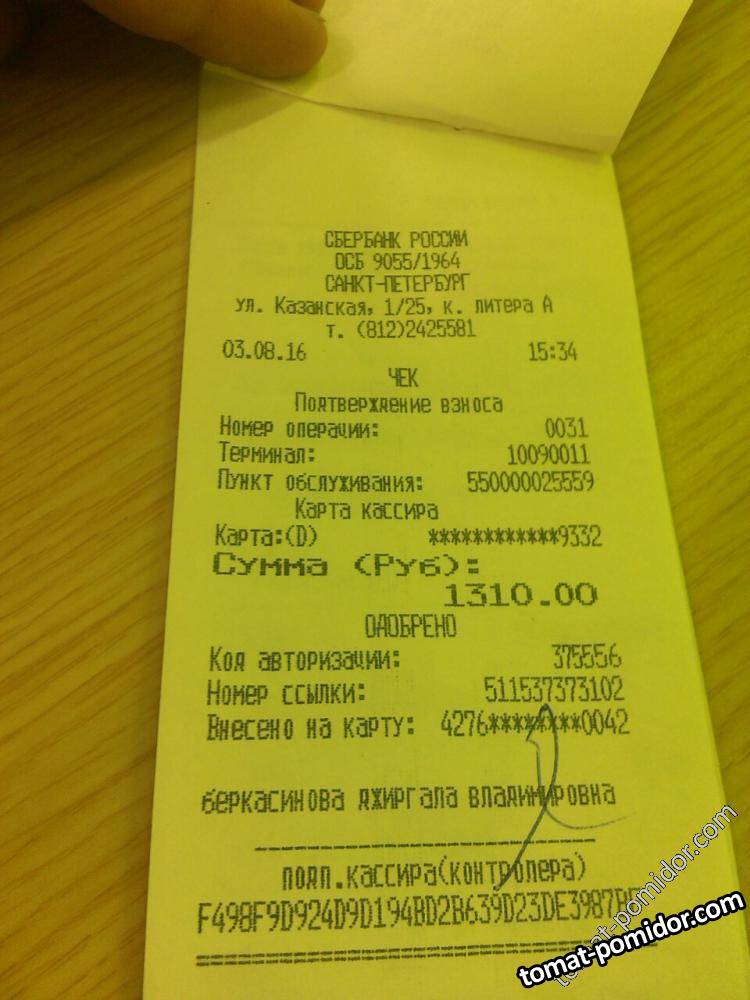 СБЕРБАНК РОССИИ
ОСБ 9055/1964
САНКТ-ПЕТЕРБУРГ
ул. Казанская, 1/25, к. литера А
т. (812)2425581
03.08.16 15:34
ЧЕК
Подтверждение взноса
Номер операции: 0031
Терминал: 10090011
Пункт обслуживания: 550000025559
Карта кассира
Карта:(D) ************9332
Сумма (Руб):
1310.00
ОДОБРЕНО
Код авторизации: 375556
Номер ссылки: 511537373102
Внесено на карту: 4276********0042
беркасинова джиргала владимировна
подп.кассира(контролера)
tomat-pomidor.com
tomat-pomidor.com